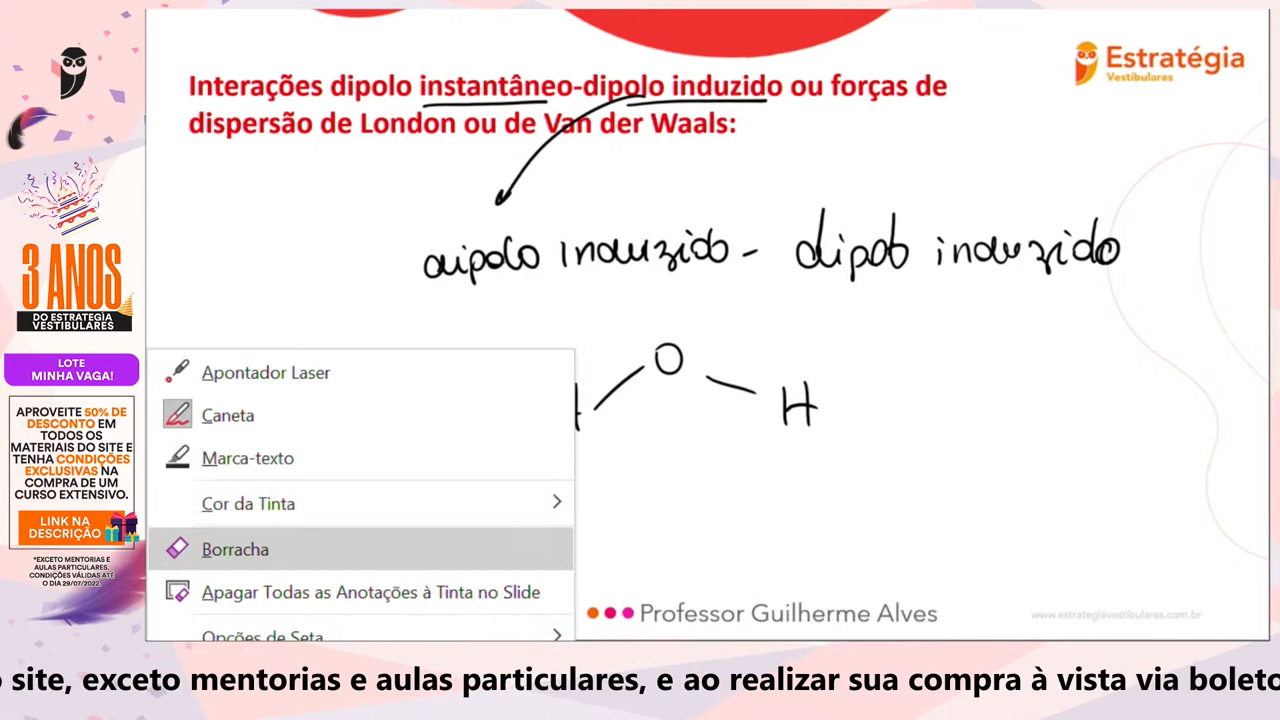 3 ANOS
DO ESTRATEGIA
VESTIBULARES
LOTE
MINHA VAGA!
APROVEITE 50% DE
DESCONTO EM
TODOS OS
MATERIAIS DO SITE E
TENHA CONDIÇÕES
EXCLUSIVAS NA
COMPRA DE UM
CURSO EXTENSIVO.
LINK NA
DESCRIÇÃO
*EXCETO MENTORIAS E
AULAS PARTICULARES.
CONDIÇÕES VÁLIDAS ATÉ
O DIA 29/07/2022.
Estratégia
Vestibulares
Interações dipolo instantâneo-dipolo induzido ou forças de
dispersão de London ou de Van der Waals:
dipolo induzido - dipolo induzido
O
H
Apontador Laser
Caneta
Marca-texto
Cor da Tinta
Borracha
Apagar Todas as Anotações à Tinta no Slide
Opções de Seta
Professor Guilherme Alves
www.estrategiavestibulares.com.br
o site, exceto mentorias e aulas particulares, e ao realizar sua compra à vista via boleto